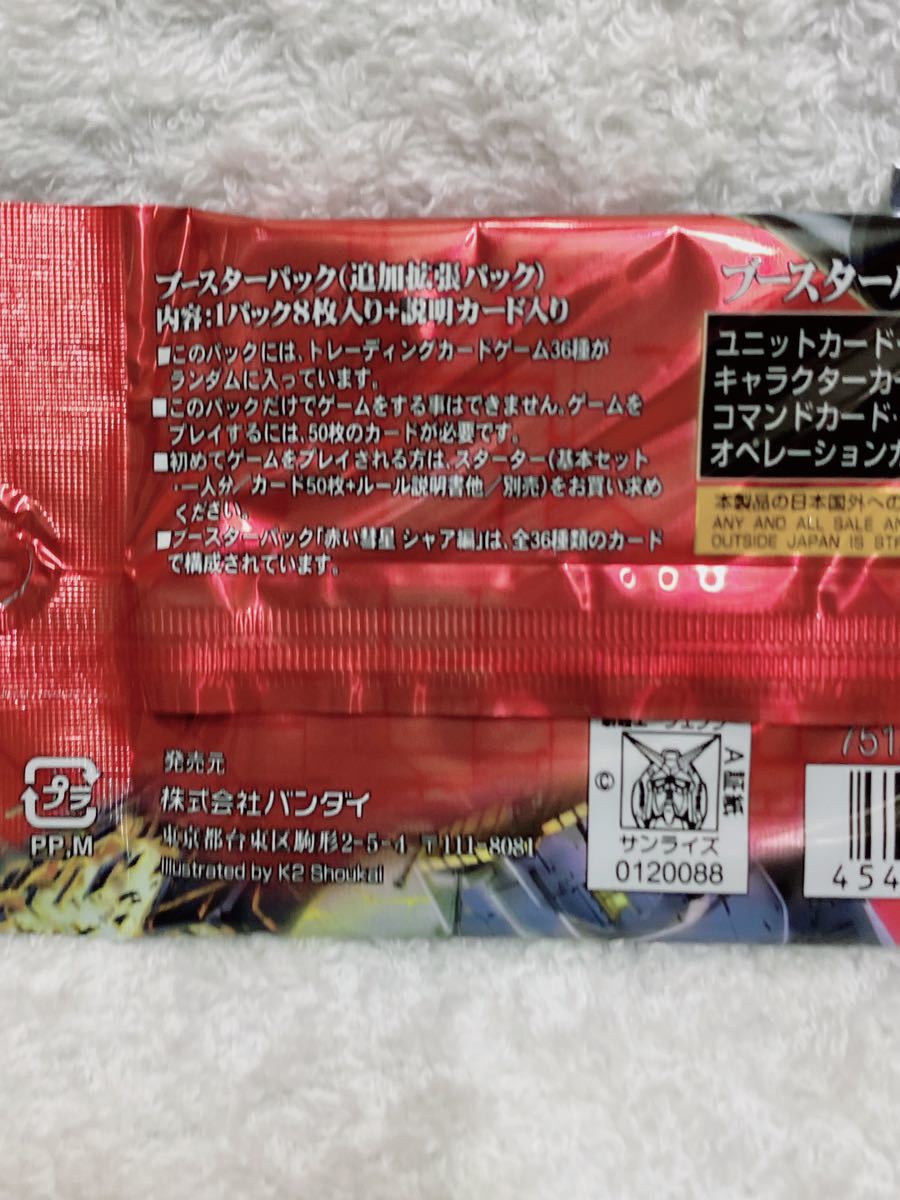 ブースターパック(追加拡張パック)
内容:1パック8枚入り+説明カード入り
■このパックには、トレーディングカードゲーム36種が
ランダムに入っています。
■このパックだけでゲームをする事はできません。ゲームを
プレイするには、50枚のカードが必要です。
■初めてゲームをプレイされる方は、スターター(基本セット
・一人分/カード50枚+ルール説明書他/別売)をお買い求め
ください。
■ブースターパック「赤い彗星 シャア編」は、全36種類のカード
で構成されています。
ブースター
ユニットカード・
キャラクターカー
コマンドカード・
オペレーション
本製品の日本国外への
ANY AND ALL SALE
OUTSIDE JAPAN IS
プラ
PP,M
発売元
株式会社バンダイ
東京都台東区駒形2-5-4 〒111-8081
Illustrated by K2 Shoukai
©
A証紙
サンライズ
0120088
751
454